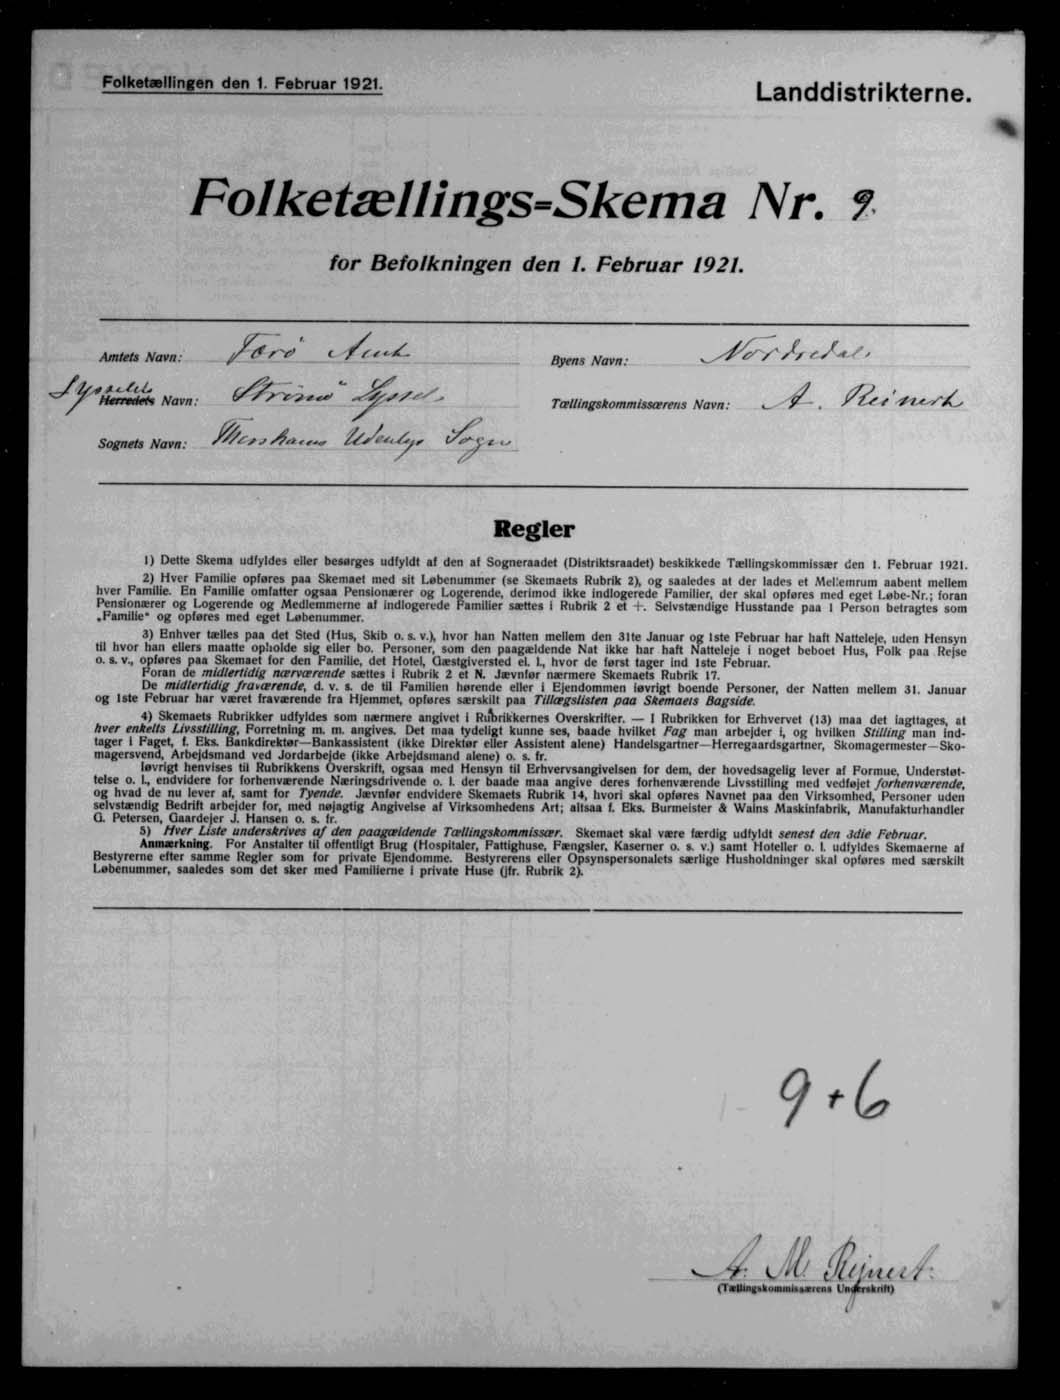 Folketællingen den 1. Februar 1921.
Landdistrikterne.
Folketællings=Skema Nr. 9.
for Befolkningen den 1. Februar 1921.
Amtets Navn: Færö Amt
Byens Navn: Nordredal
Sysselets
Herredets Navn: Strömö Syssel
Tællingskommissærens Navn: A. Reinert
Sognets Navn: Thorshavns Udenbys Sogn
Regler
1) Dette Skema udfyldes eller besørges udfyldt af den af Sogneraadet (Distriktsraadet) beskikkede Tællingskommissær den 1. Februar 1921.
2) Hver Familie opføres paa Skemaet med sit Løbenummer (se Skemaets Rubrik 2), og saaledes at der lades et Mellemrum aabent mellem
hver Familie. En Familie omfatter ogsaa Pensionærer og Logerende, derimod ikke indlogerede Familier, der skal opføres med eget Løbe-Nr.; foran
Pensionærer og Logerende og Medlemmerne af indlogerede Familier sættes i Rubrik 2 et +. Selvstændige Husstande paa 1 Person betragtes som
„Familie" og opføres med eget Løbenummer.
3) Enhver tælles paa det Sted (Hus, Skib o. s. v.), hvor han Natten mellem den 31te Januar og 1ste Februar har haft Natteleje, uden Hensyn
til hvor han ellers maatte opholde sig eller bo. Personer, som den paagældende Nat ikke har haft Natteleje i noget beboet Hus, Folk paa Rejse
o. s. v., opføres paa Skemaet for den Familie, det Hotel, Gæstgiversted el. l., hvor de først tager ind 1ste Februar.
Foran de midlertidig nærværende sættes i Rubrik 2 et N. Jævnfør nærmere Skemaets Rubrik 17.
De midlertidig fraværende, d. v. s. de til Familien hørende eller i Ejendommen iøvrigt boende Personer, der Natten mellem 31. Januar
og 1ste Februar har været fraværende fra Hjemmet, opføres særskilt paa Tillægslisten paa Skemaets Bagside.
4) Skemaets Rubrikker udfyldes som nærmere angivet i Rubrikkernes Overskrifter. — I Rubrikken for Erhvervet (13) maa det iagttages, at
hver enkelts Livsstilling, Forretning m. m. angives. Det maa tydeligt kunne ses, baade hvilket Fag man arbejder i, og hvilken Stilling man ind-
tager i Faget, f. Eks. Bankdirektør—Bankassistent (ikke Direktør eller Assistent alene) Handelsgartner—Herregaardsgartner, Skomagermester—Sko-
magersvend, Arbejdsmand ved Jordarbejde (ikke Arbejdsmand alene) o. s. fr.
Iøvrigt henvises til Rubrikkens Overskrift, ogsaa med Hensyn til Erhvervsangivelsen for dem, der hovedsagelig lever af Formue, Understøt-
telse o. l., endvidere for forhenværende Næringsdrivende o. l. der baade maa angive deres forhenværende Livsstilling med vedføjet forhenværende,
og hvad de nu lever af, samt for Tyende. Jævnfør endvidere Skemaets Rubrik 14, hvori skal opføres Navnet paa den Virksomhed, Personer uden
selvstændig Bedrift arbejder for, med nøjagtig Angivelse af Virksomhedens Art; altsaa f. Eks. Burmeister & Wains Maskinfabrik, Manufakturhandler
G. Petersen, Gaardejer J. Hansen o. s. fr.
5) Hver Liste underskrives af den paagældende Tællingskommissær. Skemaet skal være færdig udfyldt senest den 3die Februar.
Anmærkning. For Anstalter til offentligt Brug (Hospitaler, Fattighuse, Fængsler, Kaserner o. s. v.) samt Hoteller o. l. udfyldes Skemaerne af
Bestyrerne efter samme Regler som for private Ejendomme. Bestyrerens eller Opsynspersonalets særlige Husholdninger skal opføres med særskilt
Løbenummer, saaledes som det sker med Familierne i private Huse (jfr. Rubrik 2).
9+6
A. M. Rejnert.
(Tællingskommissærens Underskrift)